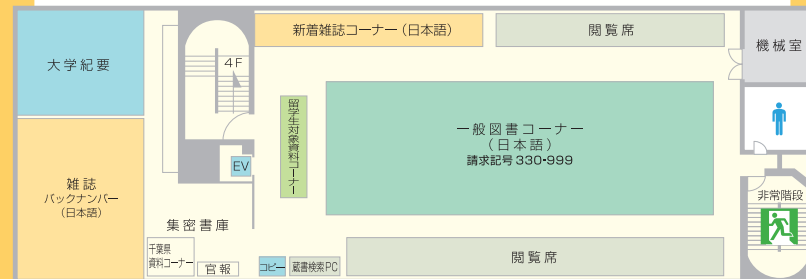 大学紀要
4F
新着雑誌コーナー(日本語)
閲覧席
機械室
留学生対象資料コーナー
一般図書コーナー
(日本語)
請求記号 330-999
EV
雑誌
バックナンバー
(日本語)
集密書庫
非常階段
千葉県
資料コーナー
官報
コピー
蔵書検索PC
閲覧席